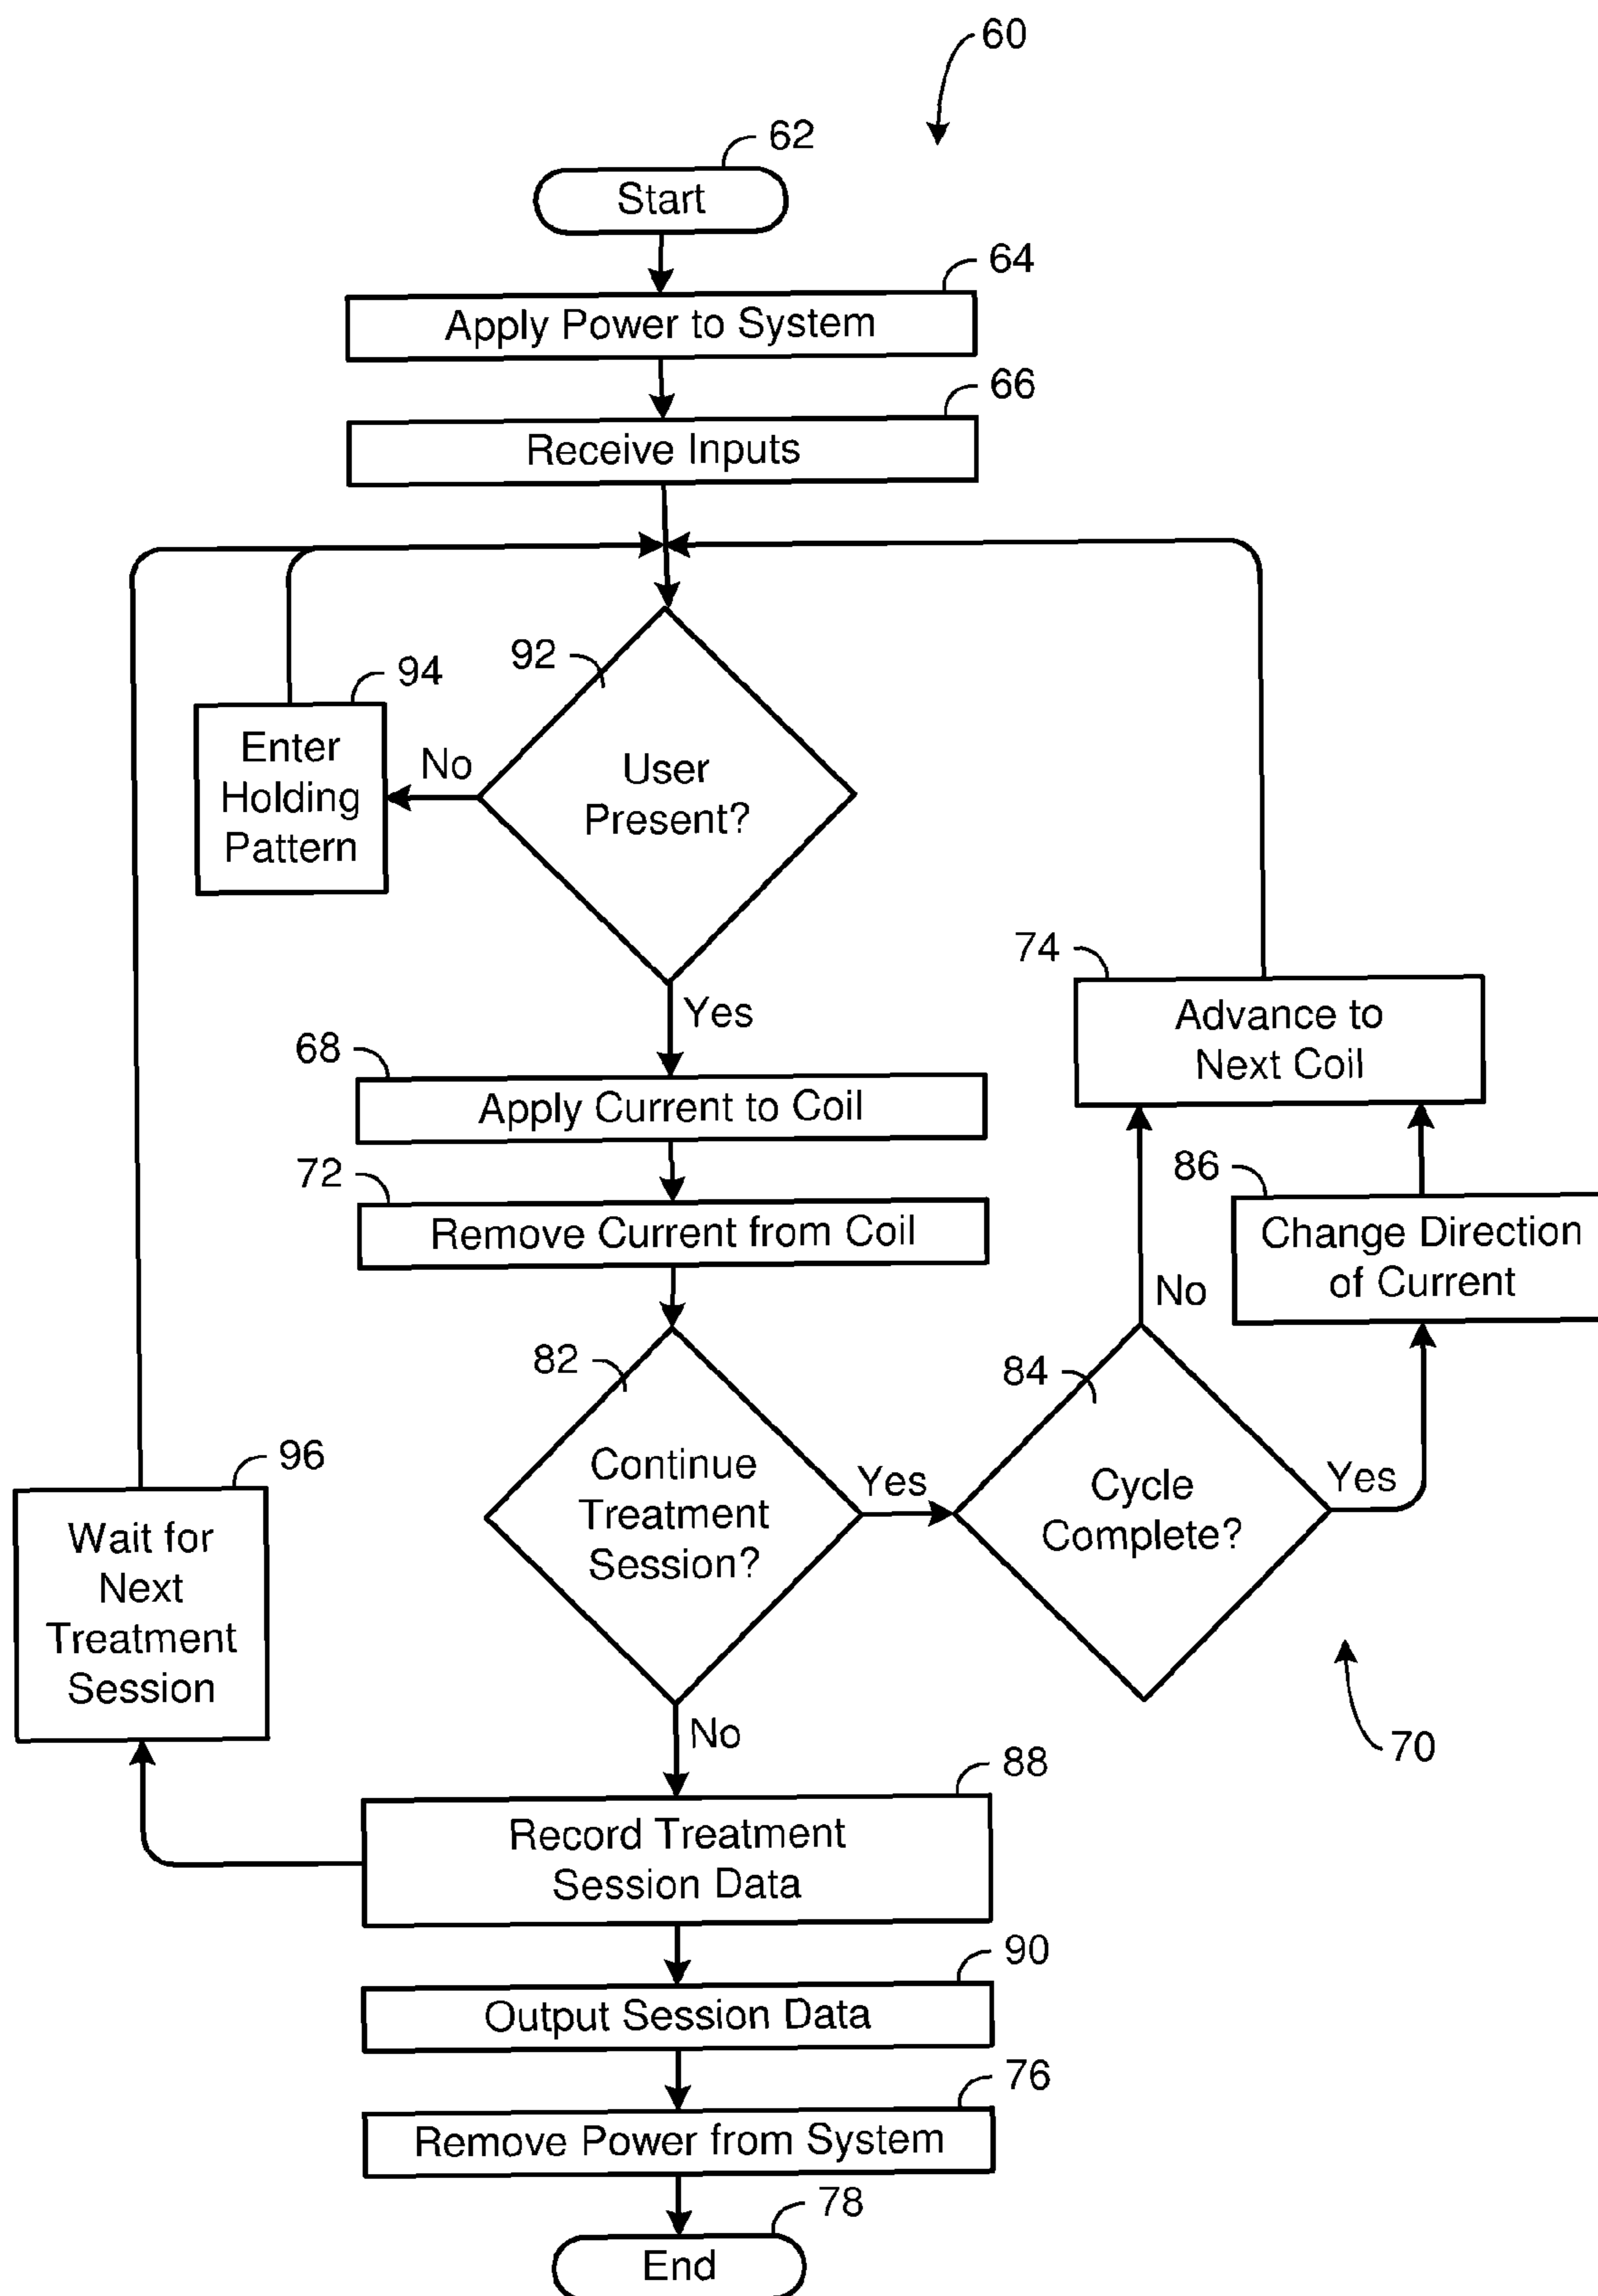 60
62
Start
64
Apply Power to System
66
Receive Inputs
92
94
Enter
Holding
Pattern
No
User
Present?
Yes
74
Advance to
Next Coil
68
Apply Current to Coil
72
Remove Current from Coil
86
Change Direction
of Current
No
82
Continue
Treatment
Session?
Yes
84
Cycle
Complete?
Yes
96
Wait for
Next
Treatment
Session
No
70
88
Record Treatment
Session Data
90
Output Session Data
76
Remove Power from System
78
End